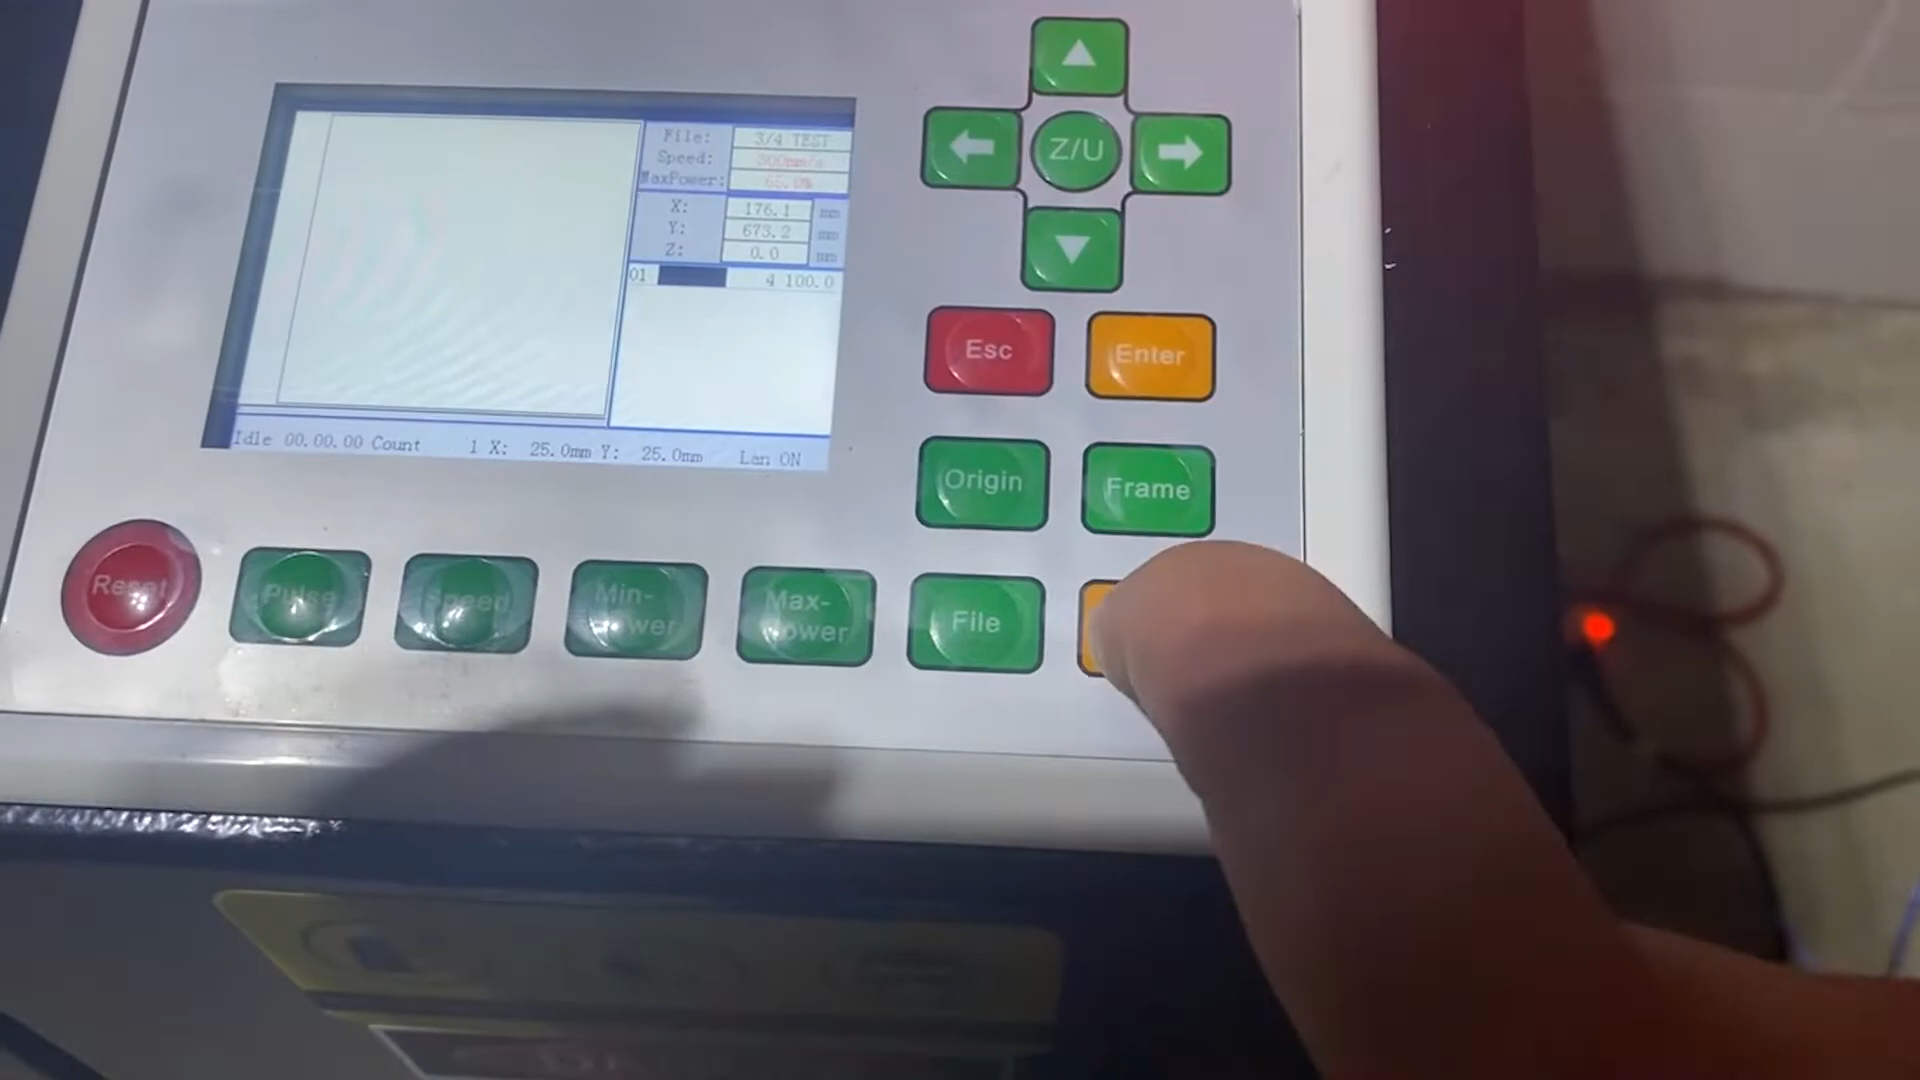 File: 3/4 TEST
Speed: 300mm/s
MaxPower: 65.0%
X: 176.1 mm
Y: 673.2 mm
Z: 0.0 mm
01 4 100.0
Idle 00.00.00 Count 1 X: 25.0mm Y: 25.0mm Lan ON
Z/U
Esc Enter
Origin Frame
Reset Pulse Speed Min-Power Max-Power File